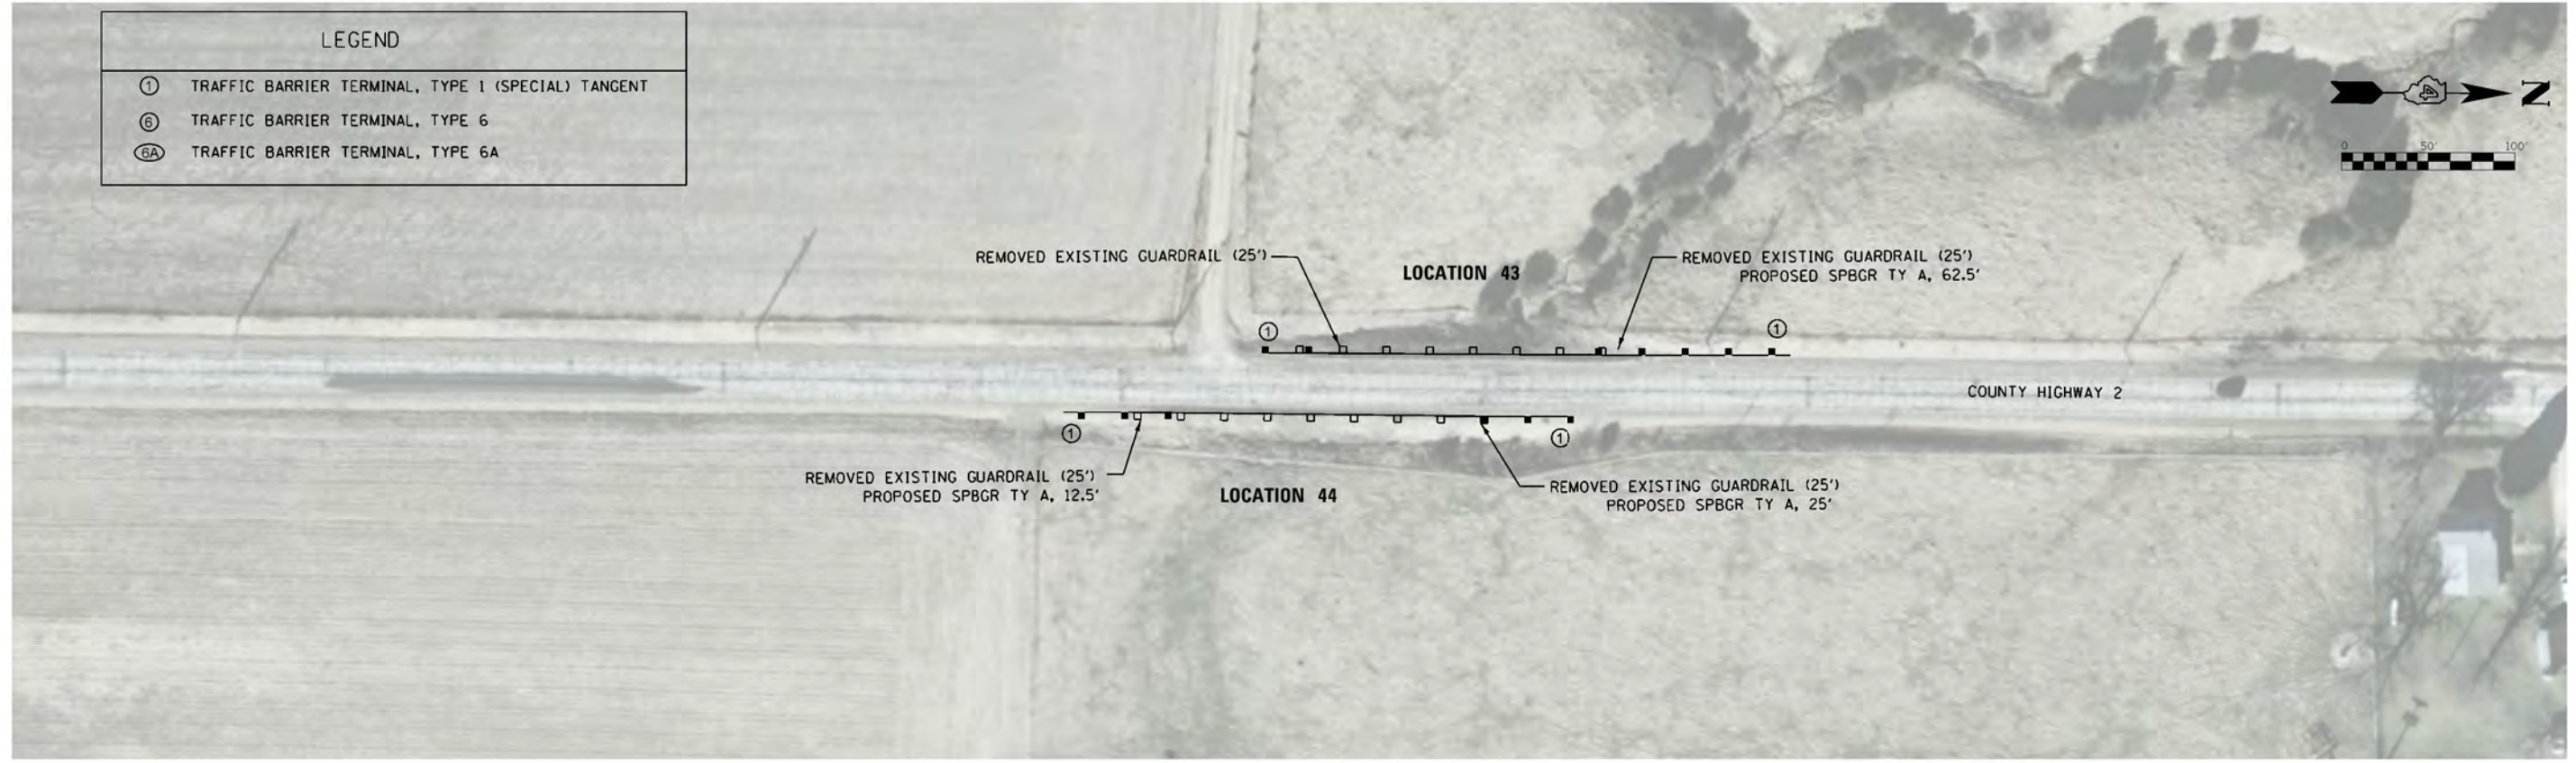 LEGEND
1 TRAFFIC BARRIER TERMINAL, TYPE 1 (SPECIAL) TANGENT
6 TRAFFIC BARRIER TERMINAL, TYPE 6
6A TRAFFIC BARRIER TERMINAL, TYPE 6A
N
0 50' 100'
REMOVED EXISTING GUARDRAIL (25')
LOCATION 43
REMOVED EXISTING GUARDRAIL (25')
PROPOSED SPBGR TY A, 62.5'
1
1
COUNTY HIGHWAY 2
1
1
REMOVED EXISTING GUARDRAIL (25')
PROPOSED SPBGR TY A, 12.5'
LOCATION 44
REMOVED EXISTING GUARDRAIL (25')
PROPOSED SPBGR TY A, 25'